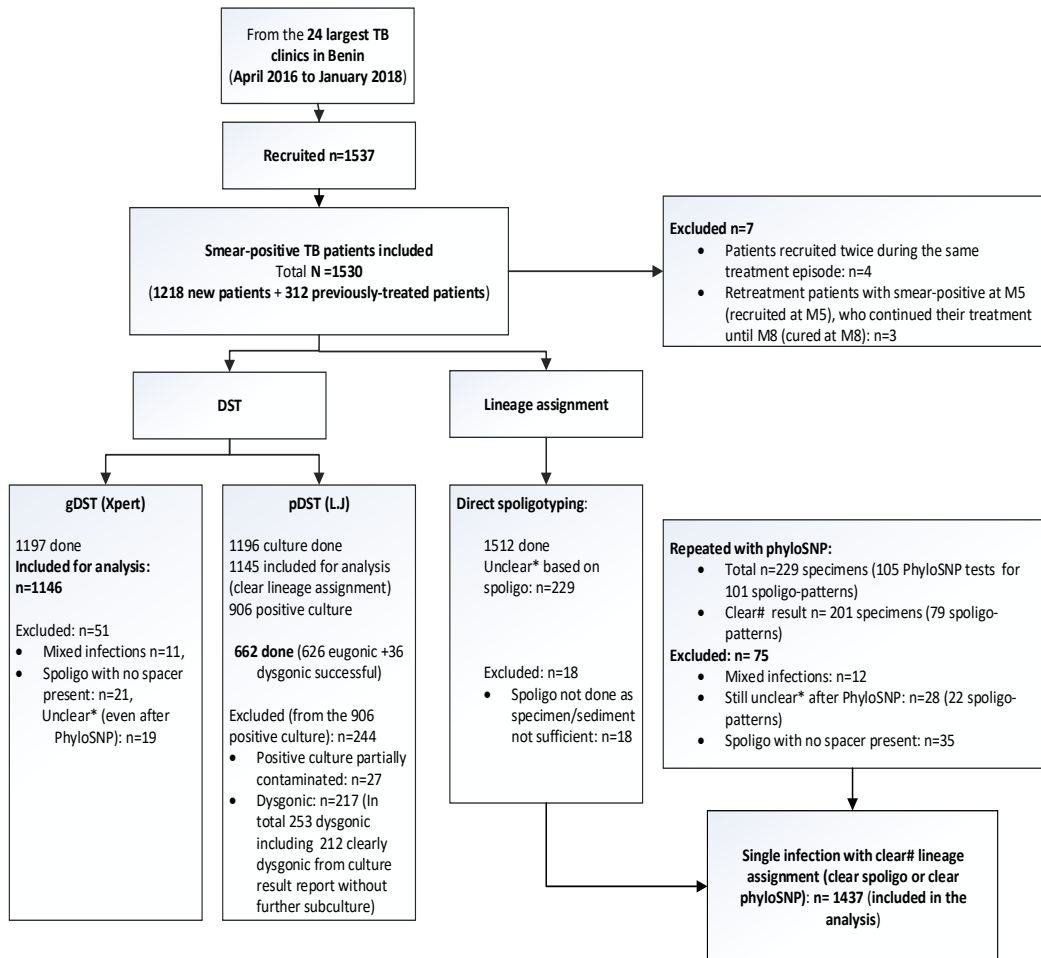 From the 24 largest TB
clinics in Benin
(April 2016 to January 2018)
Recruited n=1537
Smear-positive TB patients included
Total N =1530
(1218 new patients + 312 previously-treated patients)
Excluded n=7
• Patients recruited twice during the same
treatment episode: n=4
• Retreatment patients with smear-positive at M5
(recruited at M5), who continued their treatment
until M8 (cured at M8): n=3
DST
Lineage assignment
gDST (Xpert)
1197 done
Included for analysis:
n=1146
Excluded: n=51
• Mixed infections n=11,
• Spoligo with no spacer
present: n=21,
Unclear* (even after
PhyloSNP): n=19
pDST (L.J)
1196 culture done
1145 included for analysis
(clear lineage assignment)
906 positive culture
662 done (626 eugonic +36
dysgonic successful)
Excluded (from the 906
positive culture): n=244
• Positive culture partially
contaminated: n=27
• Dysgonic: n=217 (In
total 253 dysgonic
including 212 clearly
dysgonic from culture
result report without
further subculture)
Direct spoligotyping:
1512 done
Unclear* based on
spoligo: n=229
Excluded: n=18
• Spoligo not done as
specimen/sediment
not sufficient: n=18
Repeated with phyloSNP:
• Total n=229 specimens (105 PhyloSNP tests for
101 spoligo-patterns)
• Clear# result n= 201 specimens (79 spoligo-
patterns)
Excluded: n= 75
• Mixed infections: n=12
• Still unclear* after PhyloSNP: n=28 (22 spoligo-
patterns)
• Spoligo with no spacer present: n=35
Single infection with clear# lineage
assignment (clear spoligo or clear
phyloSNP): n= 1437 (included in the
analysis)